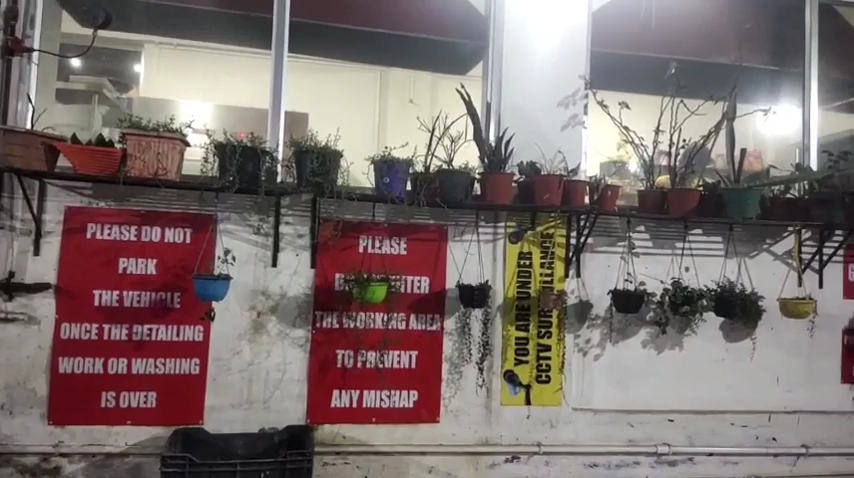 PLEASE DO NOT
PARK
THE VEHICLE
ONCE THE DETAILING
WORK OR WASHING
IS OVER
PLEASE
THE WORKING AREA
TO PREVENT
ANY MISHAP
YOU ARE UNDER
CCTV SURVEILLANCE